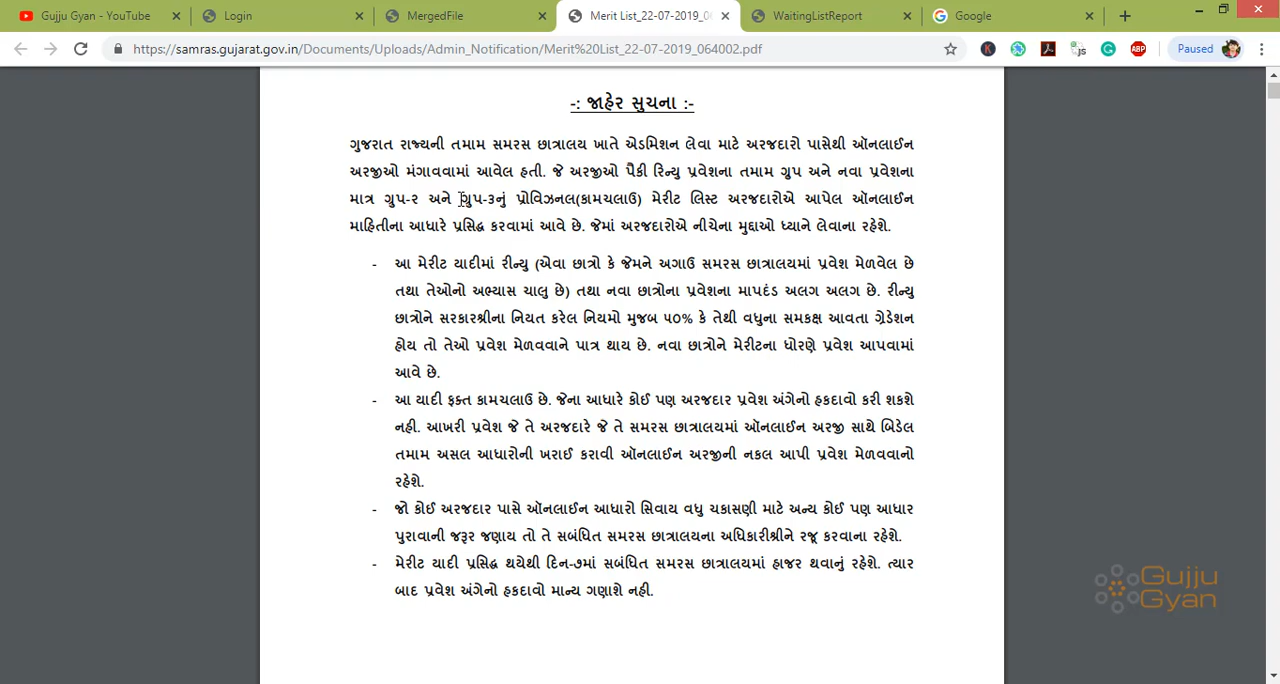 Gujju Gyan - YouTube
Login
MergedFile
Merit List_22-07-2019_0
WaitingListReport
Google
https://samras.gujarat.gov.in/Documents/Uploads/Admin_Notification/Merit%20List_22-07-2019_064002.pdf
K
js
G
ABP
Paused
-: જાહેર સુચના :-
ગુજરાત રાજ્યની તમામ સમરસ છાત્રાલય ખાતે એડમિશન લેવા માટે અરજદારો પાસેથી ઑનલાઈન
અરજીઓ મંગાવવામાં આવેલ હતી. જે અરજીઓ પૈકી રિન્યુ પ્રવેશના તમામ ગ્રુપ અને નવા પ્રવેશના
માત્ર ગ્રુપ-૨ અને ગ્રુપ-૩નું પ્રોવિઝનલ(કામચલાઉ) મેરીટ લિસ્ટ અરજદારોએ આપેલ ઑનલાઈન
માહિતીના આધારે પ્રસિદ્ધ કરવામાં આવે છે. જેમાં અરજદારોએ નીચેના મુદ્દાઓ ધ્યાને લેવાના રહેશે.
- આ મેરીટ યાદીમાં રીન્યુ (એવા છાત્રો કે જેમને અગાઉ સમરસ છાત્રાલયમાં પ્રવેશ મેળવેલ છે
તથા તેઓનો અભ્યાસ ચાલુ છે) તથા નવા છાત્રોના પ્રવેશના માપદંડ અલગ અલગ છે. રીન્યુ
છાત્રોને સરકારશ્રીના નિયત કરેલ નિયમો મુજબ ૫૦% કે તેથી વધુના સમકક્ષ આવતા ગ્રેડેશન
હોય તો તેઓ પ્રવેશ મેળવવાને પાત્ર થાય છે. નવા છાત્રોને મેરીટના ધોરણે પ્રવેશ આપવામાં
આવે છે.
- આ યાદી ફક્ત કામચલાઉ છે. જેના આધારે કોઈ પણ અરજદાર પ્રવેશ અંગેનો હકદાવો કરી શકશે
નહી. આખરી પ્રવેશ જે તે અરજદારે જે તે સમરસ છાત્રાલયમાં ઑનલાઈન અરજી સાથે બિડેલ
તમામ અસલ આધારોની ખરાઈ કરાવી ઑનલાઈન અરજીની નકલ આપી પ્રવેશ મેળવવાનો
રહેશે.
- જો કોઈ અરજદાર પાસે ઑનલાઈન આધારો સિવાય વધુ ચકાસણી માટે અન્ય કોઈ પણ આધાર
પુરાવાની જરૂર જણાય તો તે સબંધિત સમરસ છાત્રાલયના અધિકારીશ્રીને રજૂ કરવાના રહેશે.
- મેરીટ યાદી પ્રસિદ્ધ થયેથી દિન-૭માં સબંધિત સમરસ છાત્રાલયમાં હાજર થવાનું રહેશે. ત્યાર
બાદ પ્રવેશ અંગેનો હકદાવો માન્ય ગણાશે નહી.
Gujju
Gyan